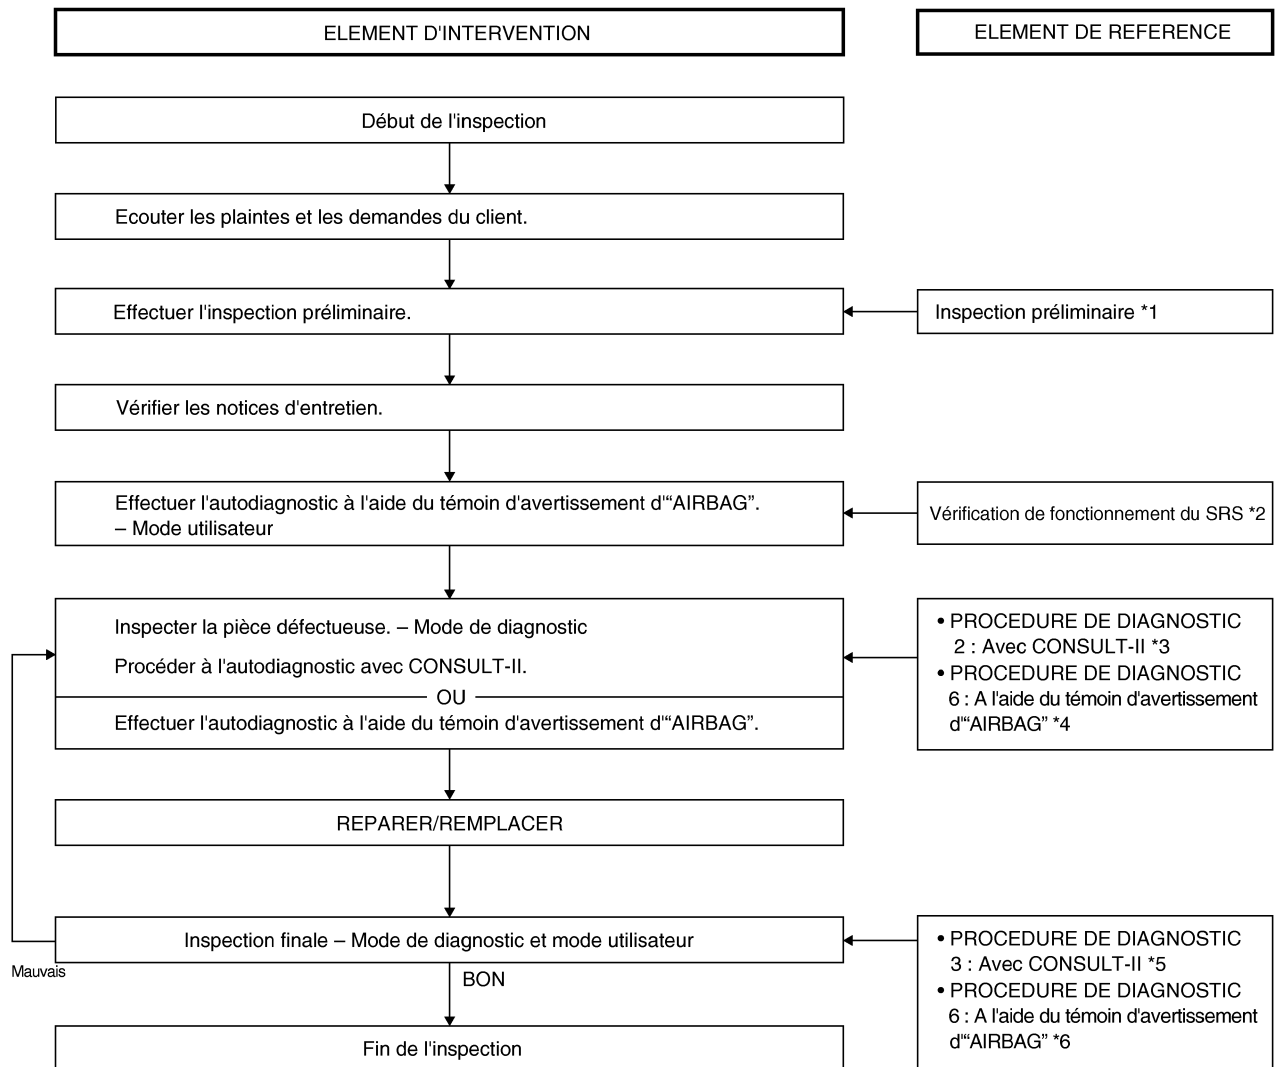 ELEMENT D'INTERVENTION
ELEMENT DE REFERENCE
Début de l'inspection
Ecouter les plaintes et les demandes du client.
Effectuer l'inspection préliminaire.
Inspection préliminaire *1
Vérifier les notices d'entretien.
Effectuer l'autodiagnostic à l'aide du témoin d'avertissement d'“AIRBAG”.
– Mode utilisateur
Vérification de fonctionnement du SRS *2
Inspecter la pièce défectueuse. – Mode de diagnostic
Procéder à l'autodiagnostic avec CONSULT-II.
OU
Effectuer l'autodiagnostic à l'aide du témoin d'avertissement d'“AIRBAG”.
• PROCEDURE DE DIAGNOSTIC
2 : Avec CONSULT-II *3
• PROCEDURE DE DIAGNOSTIC
6 : A l'aide du témoin d'avertissement
d'“AIRBAG” *4
REPARER/REMPLACER
Inspection finale – Mode de diagnostic et mode utilisateur
Mauvais
BON
• PROCEDURE DE DIAGNOSTIC
3 : Avec CONSULT-II *5
• PROCEDURE DE DIAGNOSTIC
6 : A l'aide du témoin d'avertissement
d'“AIRBAG” *6
Fin de l'inspection